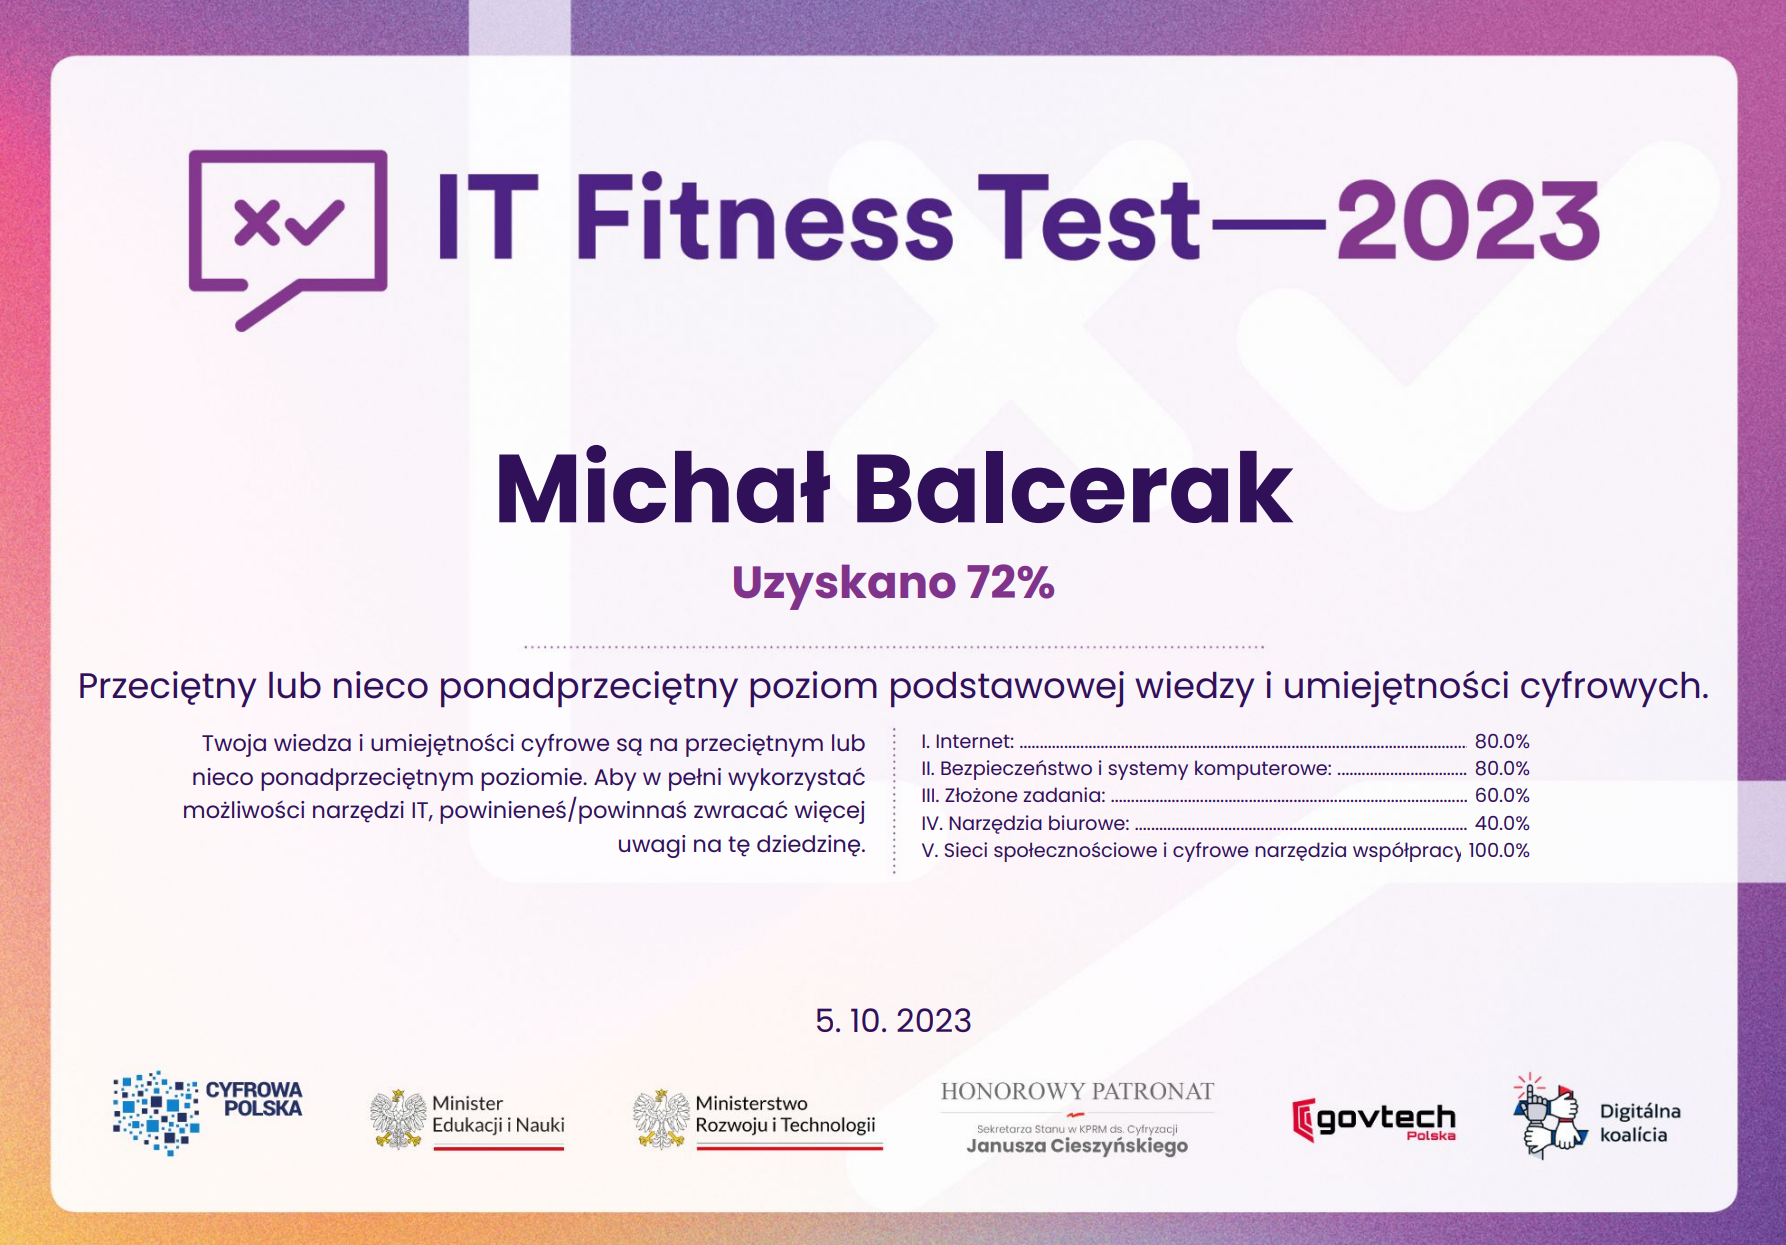 IT Fitness Test—2023
Michał Balcerak
Uzyskano 72%
Przeciętny lub nieco ponadprzeciętny poziom podstawowej wiedzy i umiejętności cyfrowych.
Twoja wiedza i umiejętności cyfrowe są na przeciętnym lub
nieco ponadprzeciętnym poziomie. Aby w pełni wykorzystać
możliwości narzędzi IT, powinieneś/powinnaś zwracać więcej
uwagi na tę dziedzinę.
I. Internet: 80.0%
II. Bezpieczeństwo i systemy komputerowe: 80.0%
III. Złożone zadania: 60.0%
IV. Narzędzia biurowe: 40.0%
V. Sieci społecznościowe i cyfrowe narzędzia współpracy 100.0%
5. 10. 2023
CYFROWA
POLSKA
Minister
Edukacji i Nauki
Ministerstwo
Rozwoju i Technologii
HONOROWY PATRONAT
Sekretarza Stanu w KPRM ds. Cyfryzacji
Janusza Cieszyńskiego
govtech
Polska
Digitálna
koalícia